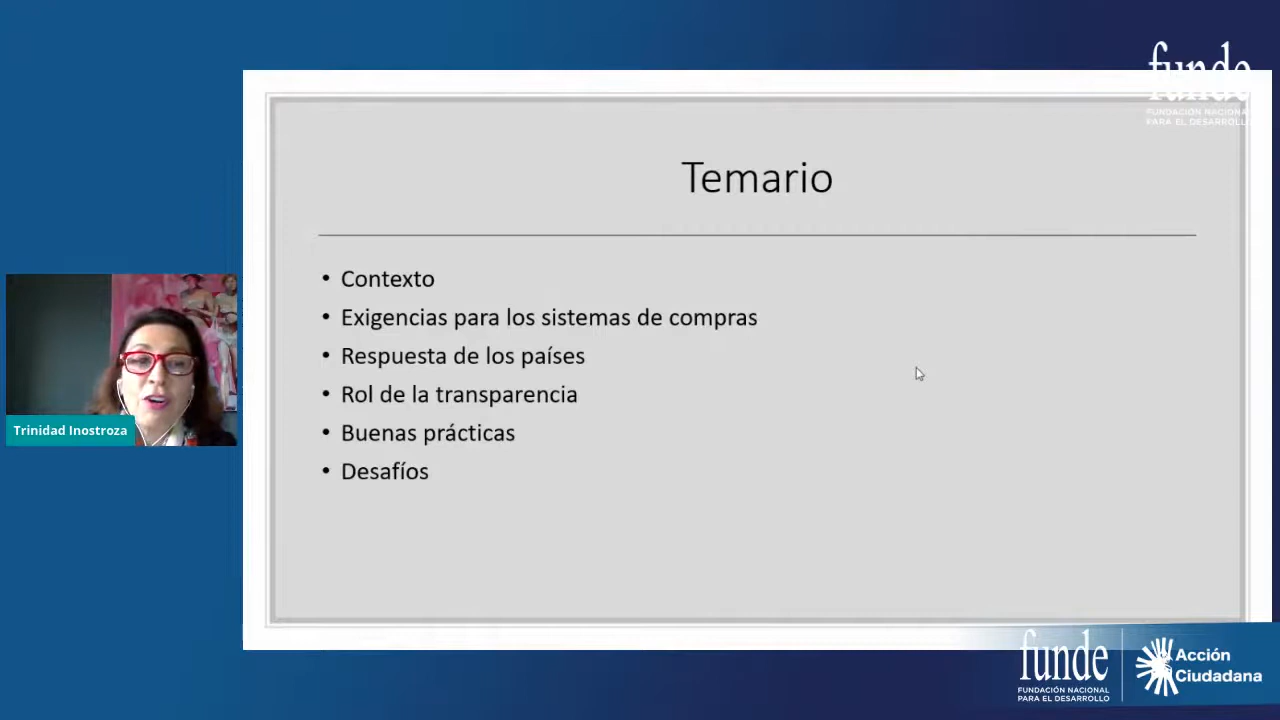 funde
FUNDACIÓN NACIONAL
PARA EL DESARROLLO
Temario
• Contexto
• Exigencias para los sistemas de compras
• Respuesta de los países
• Rol de la transparencia
• Buenas prácticas
• Desafíos
Trinidad Inostroza
funde
FUNDACIÓN NACIONAL
PARA EL DESARROLLO
Acción
Ciudadana